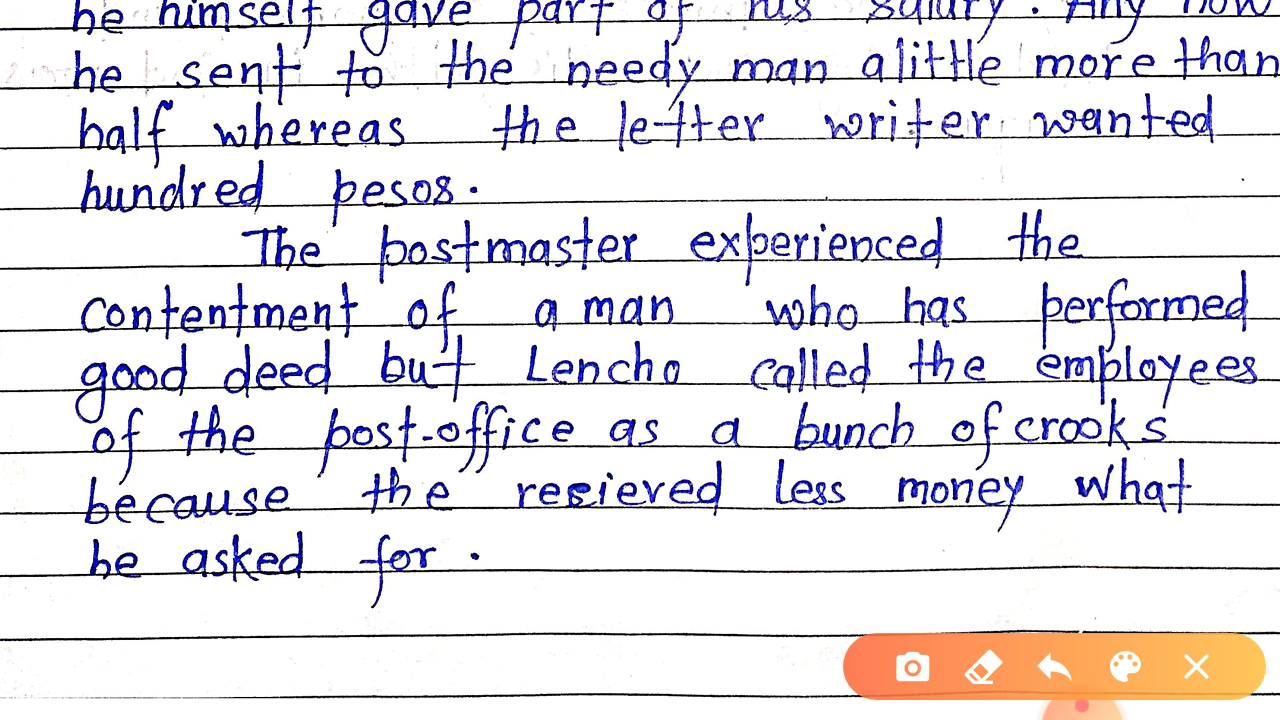 he himself gave part of his salary. Any how
he sent to the needy man alittle more than
half whereas the letter writer wanted
hundred pesos.
The postmaster experienced the
contentment of a man who has performed
good deed but Lencho called the employees
of the post-office as a bunch of crooks
because the resieved less money what
he asked for.